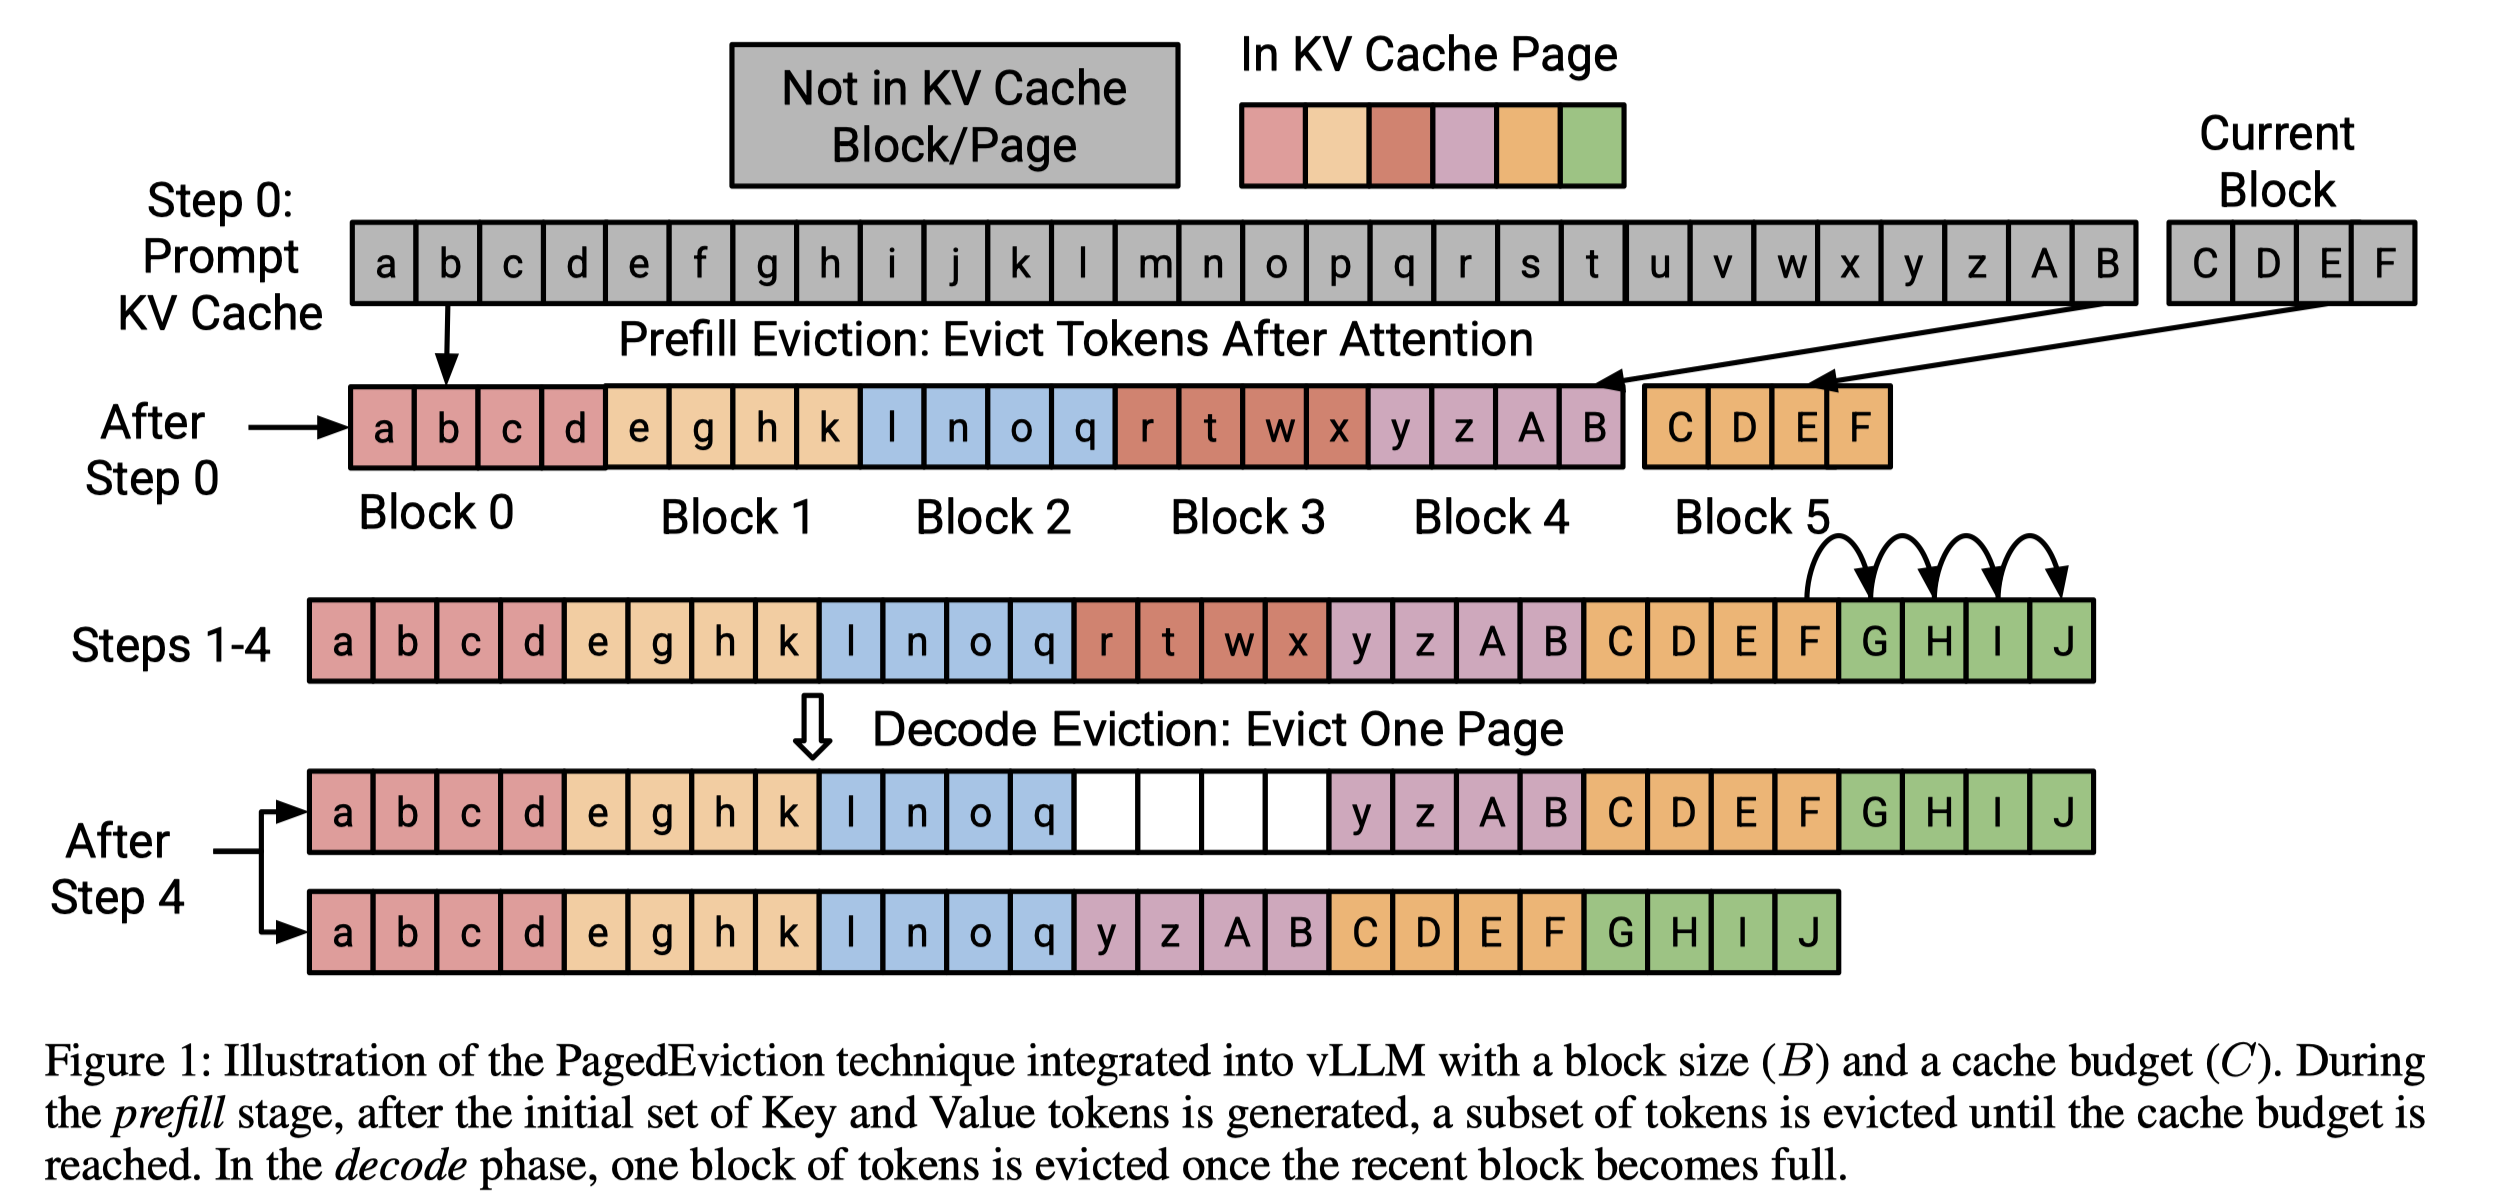 Not in KV Cache
Block/Page
In KV Cache Page
Current
Block
Step 0:
Prompt
KV Cache
a b c d e f g h i j k l m n o p q r s t u v w x y z A B C D E F
Prefill Eviction: Evict Tokens After Attention
After
Step 0
a b c d e g h k l n o q r t w x y z A B C D E F
Block 0 Block 1 Block 2 Block 3 Block 4 Block 5
Steps 1-4
a b c d e g h k l n o q r t w x y z A B C D E F G H I J
Decode Eviction: Evict One Page
After
Step 4
a b c d e g h k l n o q y z A B C D E F G H I J
a b c d e g h k l n o q y z A B C D E F G H I J
Figure 1: Illustration of the PagedEviction technique integrated into vLLM with a block size (B) and a cache budget (C). During
the prefill stage, after the initial set of Key and Value tokens is generated, a subset of tokens is evicted until the cache budget is
reached. In the decode phase, one block of tokens is evicted once the recent block becomes full.